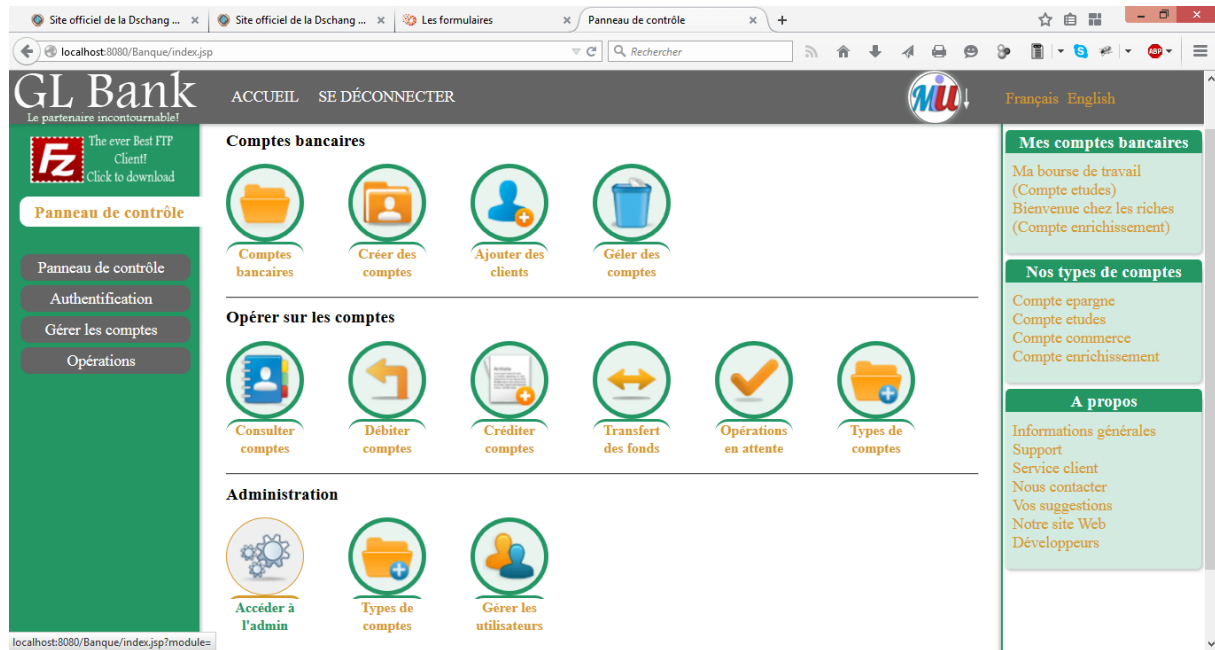 Site officiel de la Dschang ...
Site officiel de la Dschang ...
Les formulaires
Panneau de contrôle
localhost:8080/Banque/index.jsp
Rechercher
ABP
GL Bank
Le partenaire incontournable!
ACCUEIL SE DÉCONNECTER
MIU
Français English
FZ
The ever Best FTP
Client!
Click to download
Panneau de contrôle
Panneau de contrôle
Authentification
Gérer les comptes
Opérations
Comptes bancaires
Comptes
bancaires
Créer des
comptes
Ajouter des
clients
Géler des
comptes
Opérer sur les comptes
Consulter
comptes
Débiter
comptes
Créditer
comptes
Transfert
des fonds
Opérations
en attente
Types de
comptes
Administration
Accéder à
l'admin
Types de
comptes
Gérer les
utilisateurs
Mes comptes bancaires
Ma bourse de travail
(Compte etudes)
Bienvenue chez les riches
(Compte enrichissement)
Nos types de comptes
Compte epargne
Compte etudes
Compte commerce
Compte enrichissement
A propos
Informations générales
Support
Service client
Nous contacter
Vos suggestions
Notre site Web
Développeurs
localhost:8080/Banque/index.jsp?module=